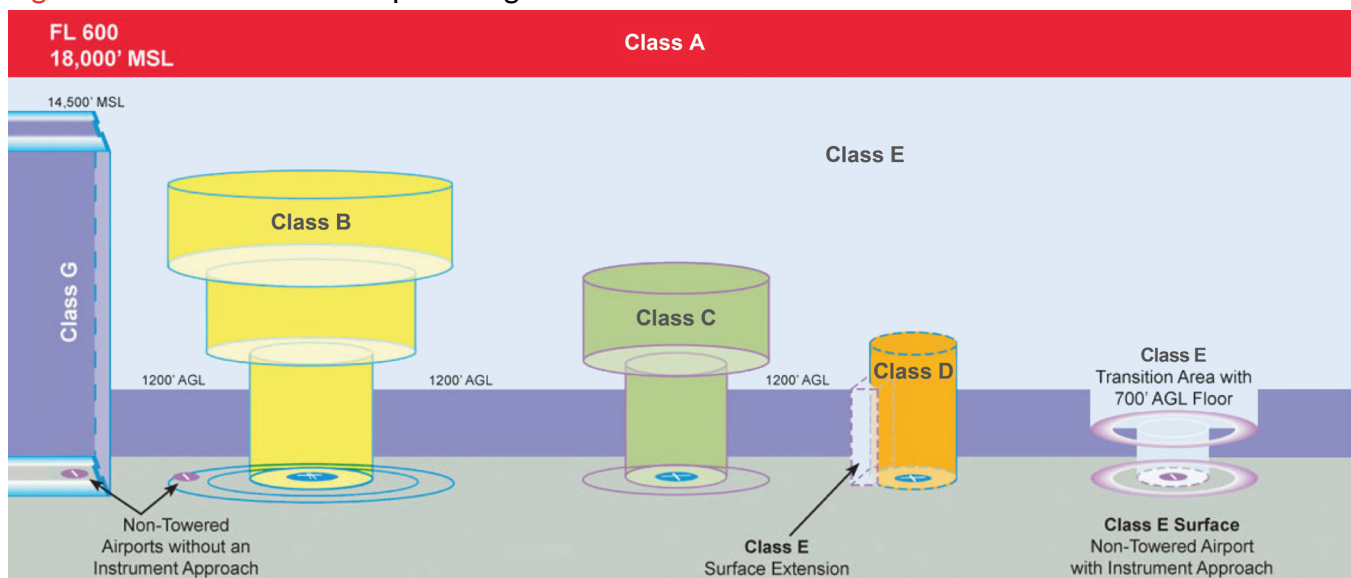 FL 600
18,000’ MSL
Class A
14,500’ MSL
Class E
Class B
Class G
Class C
1200’ AGL
1200’ AGL
1200’ AGL
Class D
Class E
Transition Area with
700’ AGL Floor
Non-Towered
Airports without an
Instrument Approach
Class E
Surface Extension
Class E Surface
Non-Towered Airport
with Instrument Approach